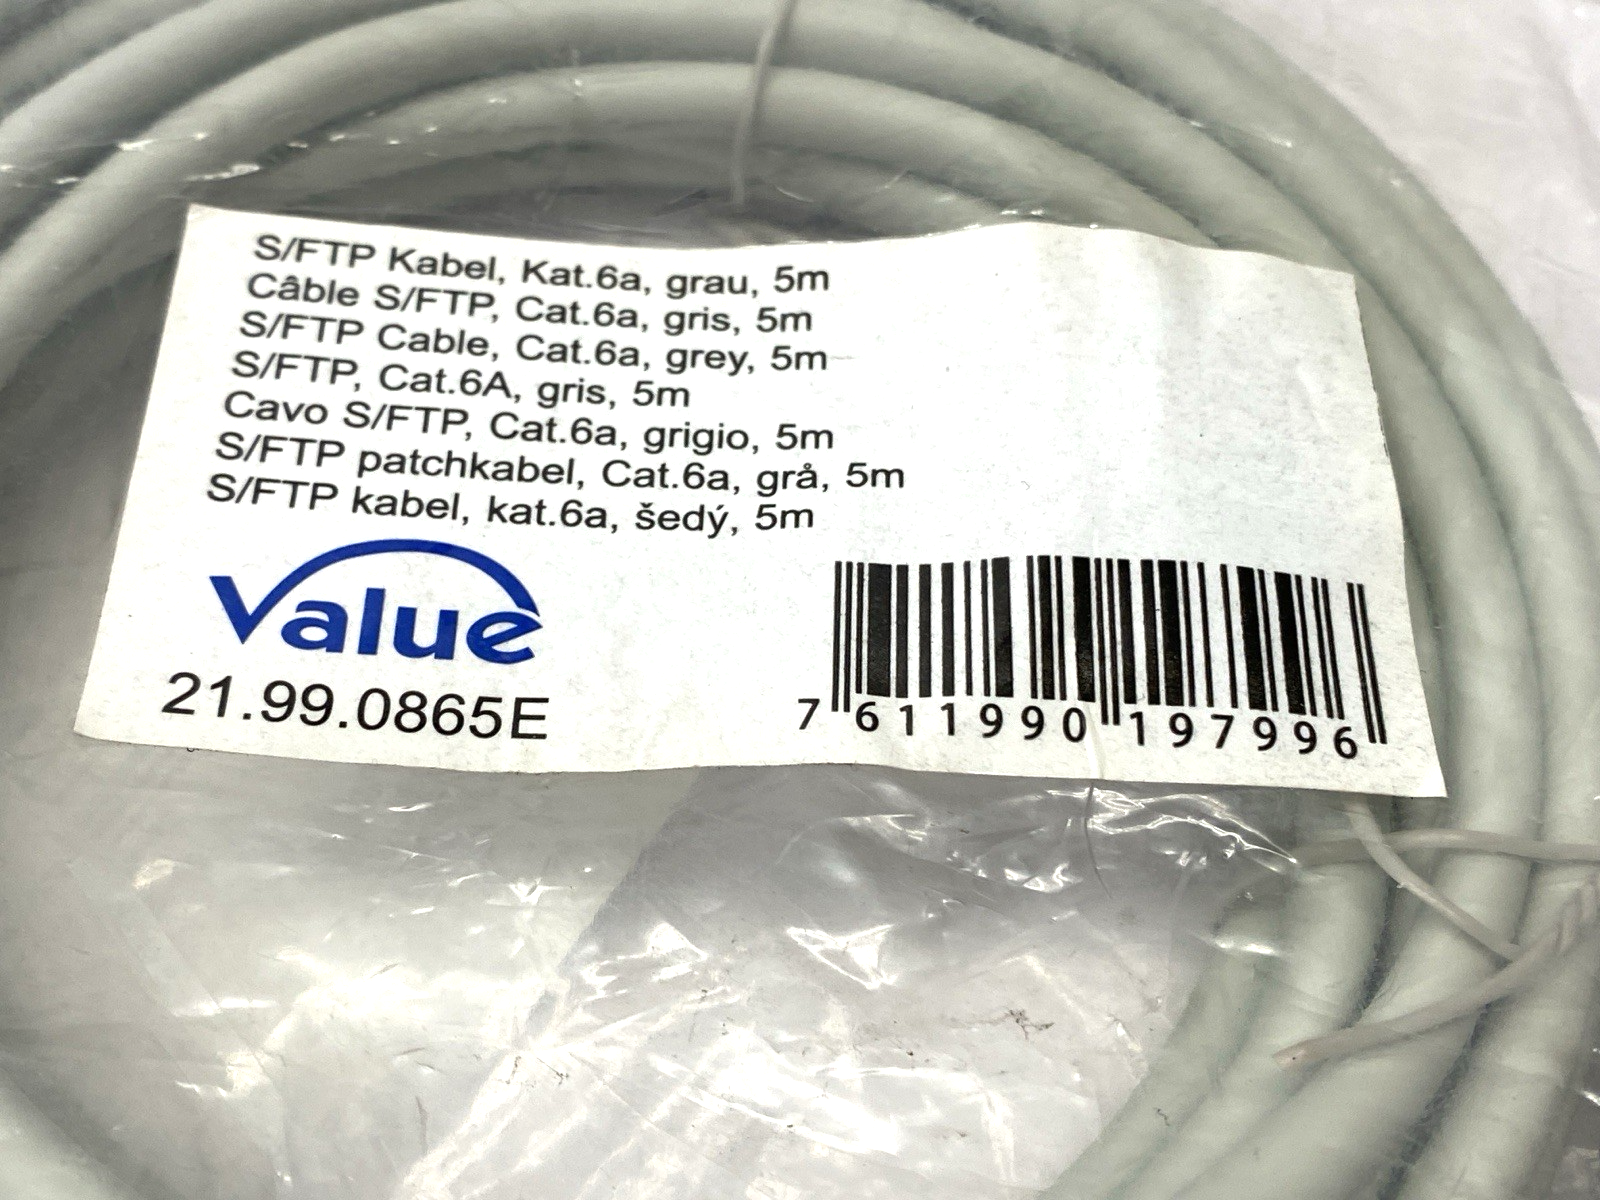 S/FTP Kabel, Kat.6a, grau, 5m
Câble S/FTP, Cat.6a, gris, 5m
S/FTP Cable, Cat.6a, grey, 5m
S/FTP, Cat.6A, gris, 5m
Cavo S/FTP, Cat.6a, grigio, 5m
S/FTP patchkabel, Cat.6a, grå, 5m
S/FTP kabel, kat.6a, šedý, 5m
Value
21.99.0865E
7 611990 197996